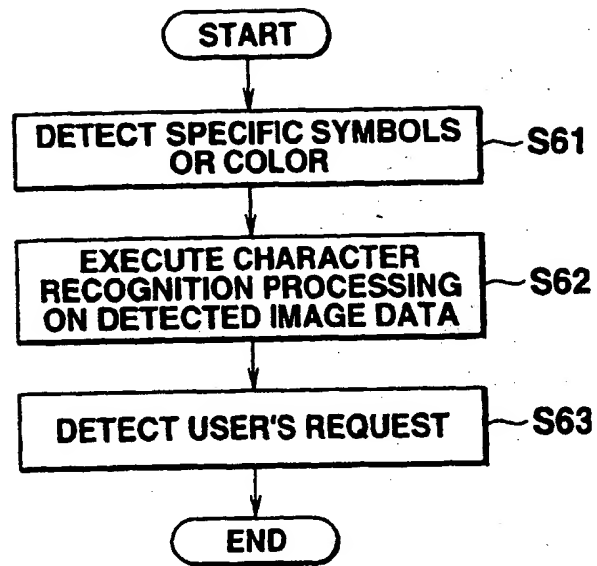 START
DETECT SPECIFIC SYMBOLS
OR COLOR
S61
EXECUTE CHARACTER
RECOGNITION PROCESSING
ON DETECTED IMAGE DATA
S62
DETECT USER'S REQUEST
S63
END